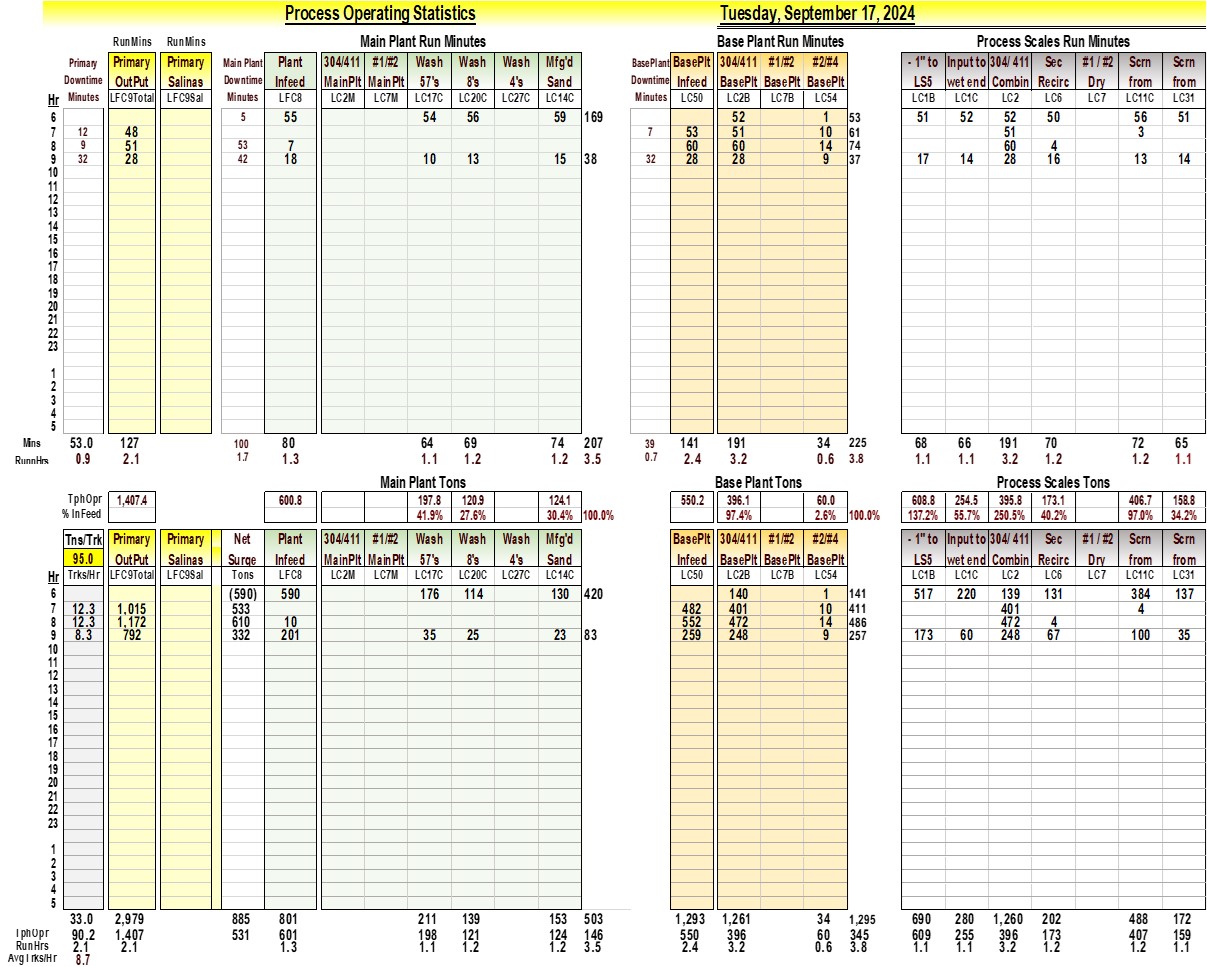 Process Operating Statistics Tuesday, September 17, 2024
RunMins RunMins Main Plant Run Minutes Base Plant Run Minutes Process Scales Run Minutes
Primary Primary Primary Main Plant Plant 304/411 #1/#2 Wash Wash Wash Mfg'd BasePlant BasePlt 304/411 #1/#2 #2/#4 - 1" to Input to 304/ 411 Sec #1 / #2 Scrn Scrn
Downtime OutPut Salinas Downtime Infeed MainPlt MainPlt 57's 8's 4's Sand Downtime Infeed BasePlt BasePlt BasePlt LS5 wet end Combin Recirc Dry from from
Hr Minutes LFC9Total LFC9Sal Minutes LFC8 LC2M LC7M LC17C LC20C LC27C LC14C Minutes LC50 LC2B LC7B LC54 LC1B LC1C LC2 LC6 LC7 LC11C LC31
6 5 55 54 56 59 169 52 1 53 51 52 52 50 56 51
7 12 48 7 53 51 10 61 51 3
8 9 51 53 7 60 60 14 74 60 4
9 32 28 42 18 10 13 15 38 32 28 28 9 37 17 14 28 16 13 14
10
11
12
13
14
15
16
17
18
19
20
21
22
23
1
2
3
4
5
Mins 53.0 127 100 80 64 69 74 207 39 141 191 34 225 68 66 191 70 72 65
RunnHrs 0.9 2.1 1.7 1.3 1.1 1.2 1.2 3.5 0.7 2.4 3.2 0.6 3.8 1.1 1.1 3.2 1.2 1.2 1.1
Main Plant Tons Base Plant Tons Process Scales Tons
TphOpr 1,407.4 600.8 197.8 120.9 124.1 550.2 396.1 60.0 608.8 254.5 395.8 173.1 406.7 158.8
% InFeed 41.9% 27.6% 30.4% 100.0% 97.4% 2.6% 100.0% 137.2% 55.7% 250.5% 40.2% 97.0% 34.2%
Tns/Trk Primary Primary Net Plant 304/411 #1/#2 Wash Wash Wash Mfg'd BasePlt 304/411 #1/#2 #2/#4 - 1" to Input to 304/ 411 Sec #1 / #2 Scrn Scrn
95.0 OutPut Salinas Surge Infeed MainPlt MainPlt 57's 8's 4's Sand Infeed BasePlt BasePlt BasePlt LS5 wet end Combin Recirc Dry from from
Hr Trks/Hr LFC9Total LFC9Sal Tons LFC8 LC2M LC7M LC17C LC20C LC27C LC14C LC50 LC2B LC7B LC54 LC1B LC1C LC2 LC6 LC7 LC11C LC31
6 (590) 590 176 114 130 420 140 1 141 517 220 139 131 384 137
7 12.3 1,015 533 482 401 10 411 401 4
8 12.3 1,172 610 10 552 472 14 486 472 4
9 8.3 792 332 201 35 25 23 83 259 248 9 257 173 60 248 67 100 35
10
11
12
13
14
15
16
17
18
19
20
21
22
23
1
2
3
4
5
33.0 2,979 885 801 211 139 153 503 1,293 1,261 34 1,295 690 280 1,260 202 488 172
TphOpr 90.2 1,407 531 601 198 121 124 146 550 396 60 345 609 255 396 173 407 159
RunHrs 2.1 2.1 1.3 1.1 1.2 1.2 3.5 2.4 3.2 0.6 3.8 1.1 1.1 3.2 1.2 1.2 1.1
AvgTrks/Hr 8.7